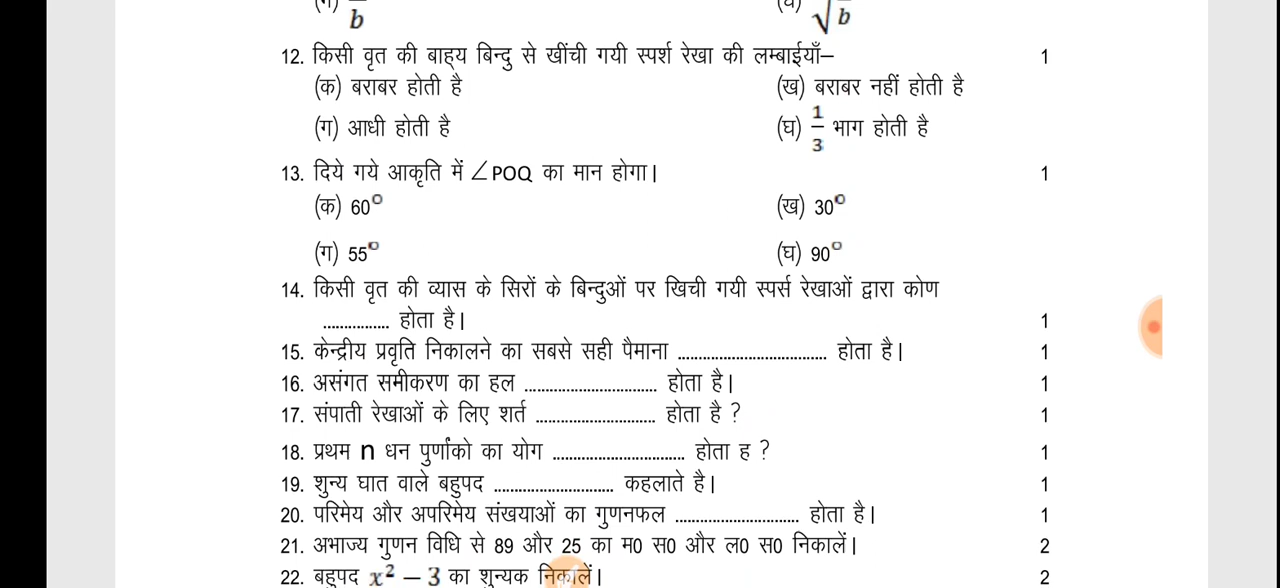 (ग) b (घ) √b
12. किसी वृत की बाह्य बिन्दु से खींची गयी स्पर्श रेखा की लम्बाईयाँ– 1
(क) बराबर होती है (ख) बराबर नहीं होती है
(ग) आधी होती है (घ) 1/3 भाग होती है
13. दिये गये आकृति में ∠POQ का मान होगा। 1
(क) 60° (ख) 30°
(ग) 55° (घ) 90°
14. किसी वृत की व्यास के सिरों के बिन्दुओं पर खिची गयी स्पर्स रेखाओं द्वारा कोण
................ होता है। 1
15. केन्द्रीय प्रवृति निकालने का सबसे सही पैमाना ................................... होता है। 1
16. असंगत समीकरण का हल ............................... होता है। 1
17. संपाती रेखाओं के लिए शर्त ............................ होता है ? 1
18. प्रथम n धन पुर्णांको का योग ............................... होता ह ? 1
19. शुन्य घात वाले बहुपद ............................ कहलाते है। 1
20. परिमेय और अपरिमेय संखयाओं का गुणनफल ............................. होता है। 1
21. अभाज्य गुणन विधि से 89 और 25 का म0 स0 और ल0 स0 निकालें। 2
22. बहुपद x² – 3 का शुन्यक निकालें। 2